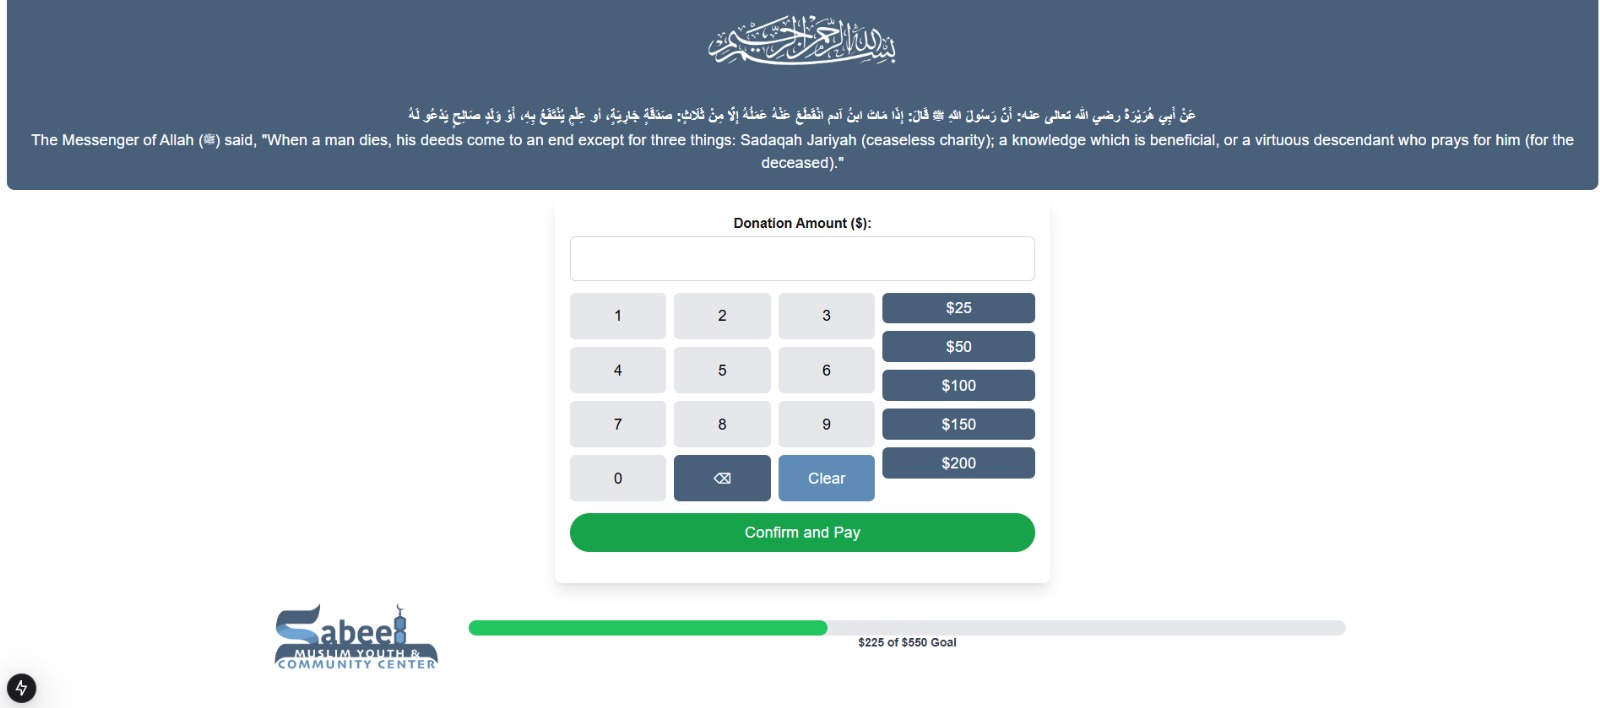 بسم الله الرحمن الرحيم
عَنْ أَبِي هُرَيْرَةَ رضي الله تعالى عنه: أَنَّ رَسُولَ اللهِ ﷺ قَالَ: إِذَا مَاتَ ابنُ آدم انْقَطَعَ عَنْهُ عَمَلُهُ إِلَّا مِنْ ثَلَاثٍ: صَدَقَةٍ جَارِيَةٍ، أو عِلْمٍ يُنْتَفَعُ بِهِ، أَوْ وَلَدٍ صَالِحٍ يَدْعُو لَهُ
The Messenger of Allah (ﷺ) said, "When a man dies, his deeds come to an end except for three things: Sadaqah Jariyah (ceaseless charity); a knowledge which is beneficial, or a virtuous descendant who prays for him (for the
deceased)."
Donation Amount ($):
1 2 3 $25
$50
4 5 6
$100
7 8 9 $150
$200
0 ⌫ Clear
Confirm and Pay
Sabeel
MUSLIM YOUTH &
COMMUNITY CENTER
$225 of $550 Goal